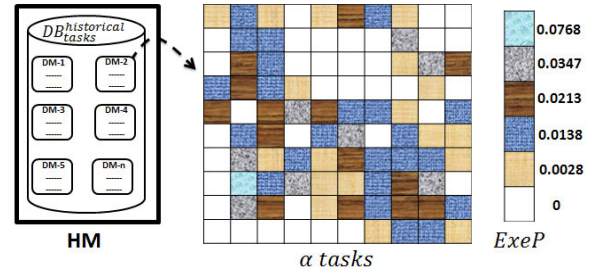 DB historical tasks
DM-1 DM-2
------ ------
------ ------
DM-3 DM-4
------ ------
------ ------
DM-5 DM-n
------ ------
------ ------
HM
α tasks
0.0768
0.0347
0.0213
0.0138
0.0028
0
ExeP